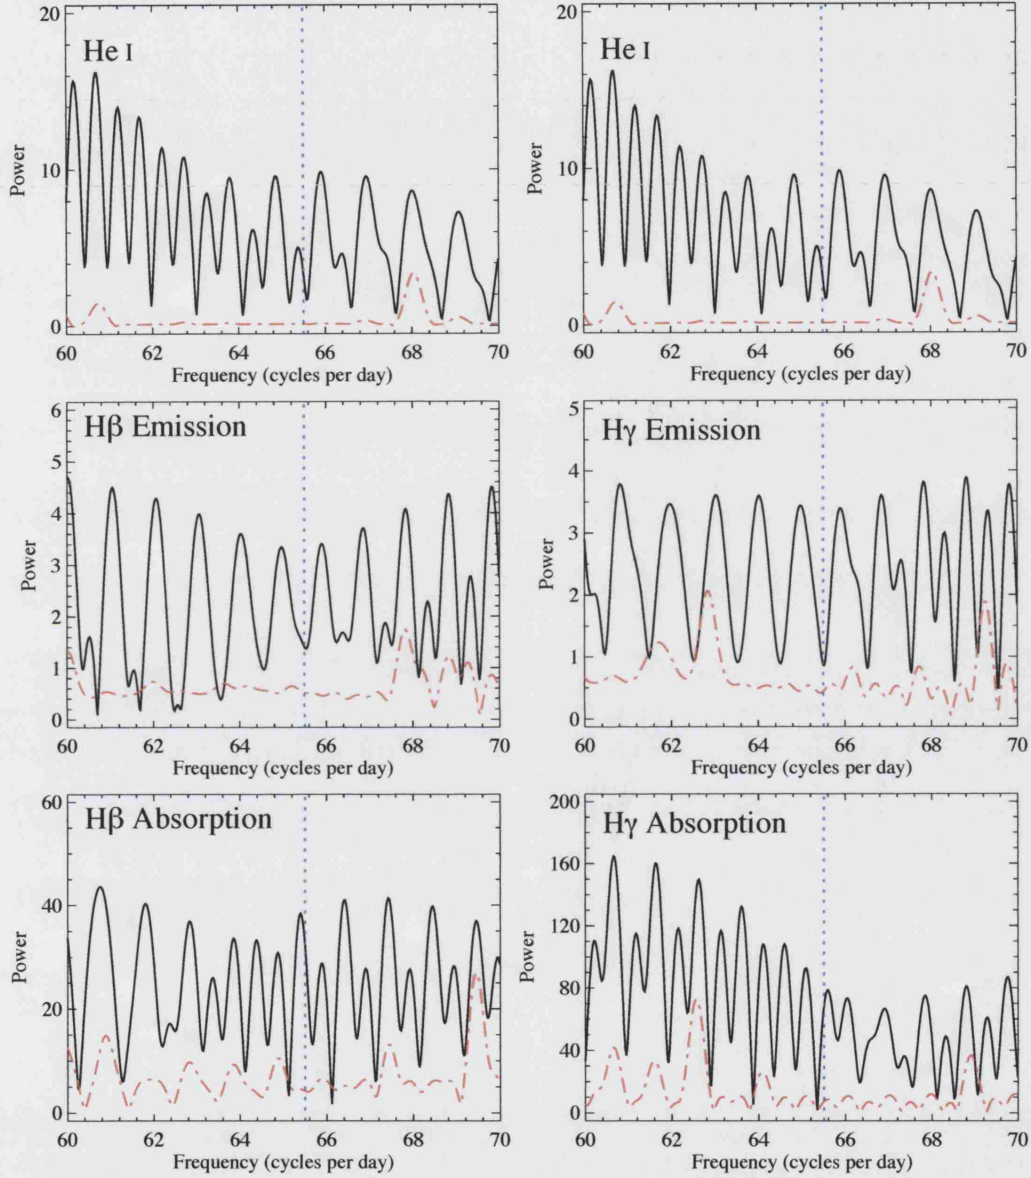 He I
20
10
0
Power
60 62 64 66 68 70
Frequency (cycles per day)
He I
20
10
0
Power
60 62 64 66 68 70
Frequency (cycles per day)
Hβ Emission
6
5
4
3
2
1
0
Power
60 62 64 66 68 70
Frequency (cycles per day)
Hγ Emission
5
4
3
2
1
0
Power
60 62 64 66 68 70
Frequency (cycles per day)
Hβ Absorption
60
40
20
0
Power
60 62 64 66 68 70
Frequency (cycles per day)
Hγ Absorption
200
160
120
80
40
0
Power
60 62 64 66 68 70
Frequency (cycles per day)